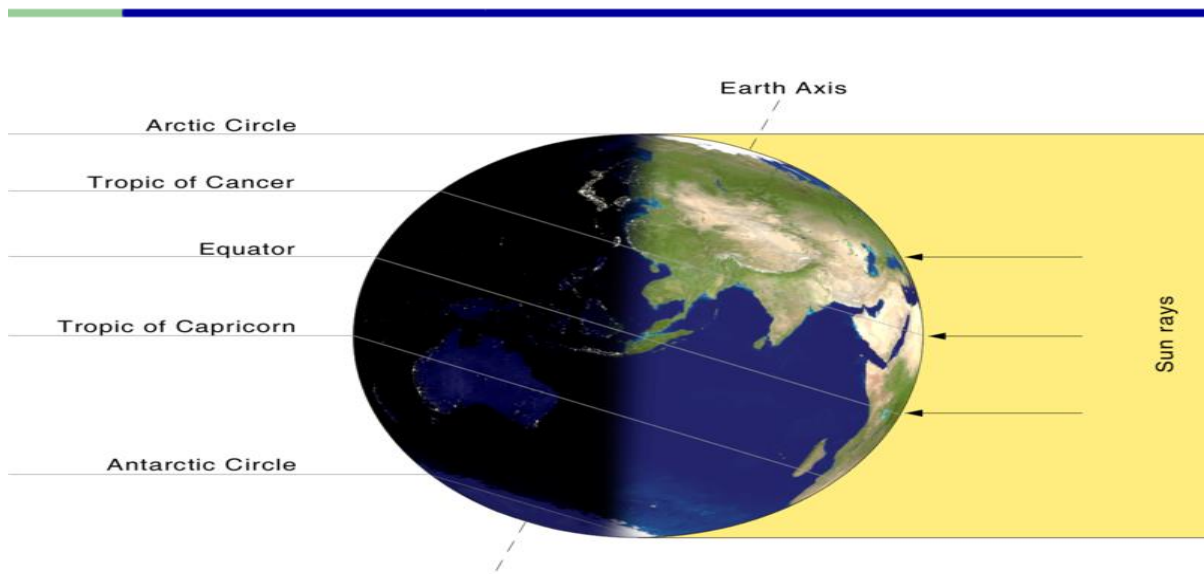 Earth Axis
Arctic Circle
Tropic of Cancer
Equator
Tropic of Capricorn
Sun rays
Antarctic Circle